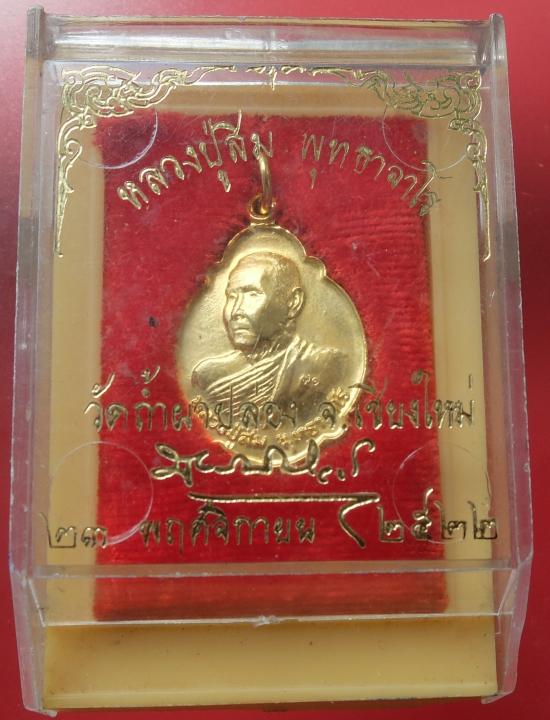 หลวงปู่สิม พุทธาจาโร
วัดถ้ำผาปล่อง จ.เชียงใหม่
๒๓ พฤศจิกายน ๒๕๒๒